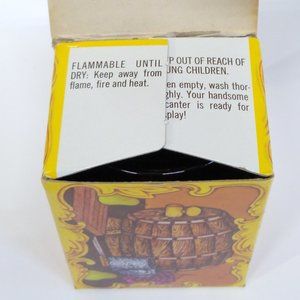 FLAMMABLE UNTIL
DRY: Keep away from
flame, fire and heat.
P OUT OF REACH OF
UNG CHILDREN.
en empty, wash thor-
ghly. Your handsome
canter is ready for
splay!